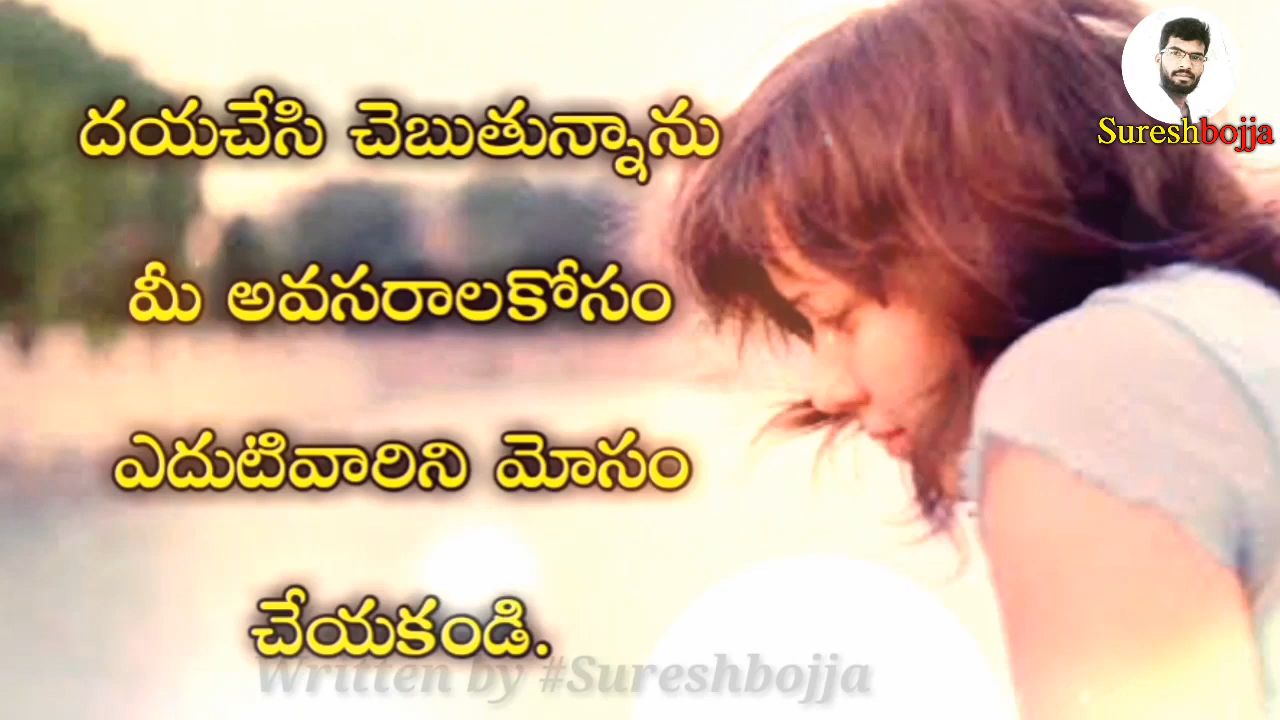 Sureshbojja
దయచేసి చెబుతున్నాను
మీ అవసరాలకోసం
ఎదుటివారిని మోసం
చేయకండి.
Written by #Sureshbojja